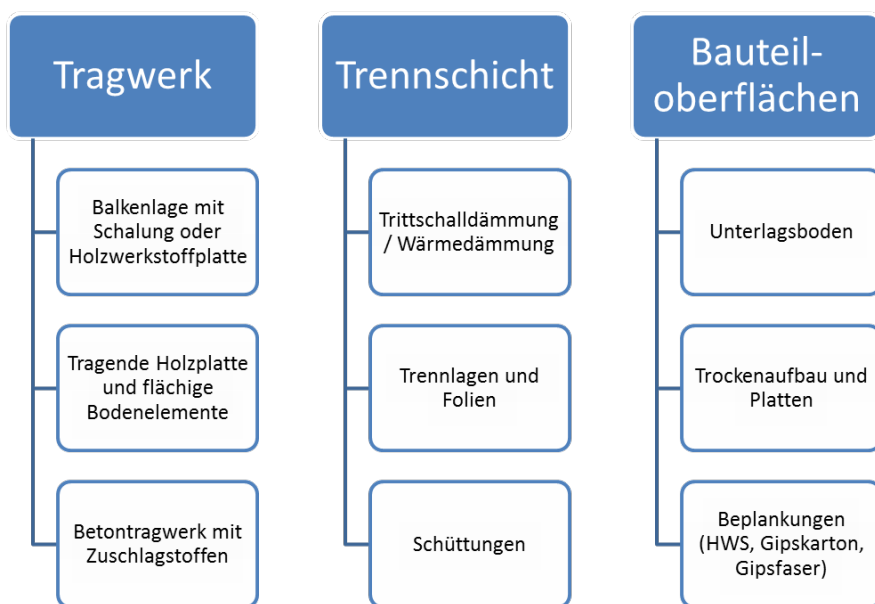 Tragwerk
Balkenlage mit
Schalung oder
Holzwerkstoffplatte
Tragende Holzplatte
und flächige
Bodenelemente
Betontragwerk mit
Zuschlagstoffen
Trennschicht
Trittschalldämmung
/ Wärmedämmung
Trennlagen und
Folien
Schüttungen
Bauteil-
oberflächen
Unterlagsboden
Trockenaufbau und
Platten
Beplankungen
(HWS, Gipskarton,
Gipsfaser)